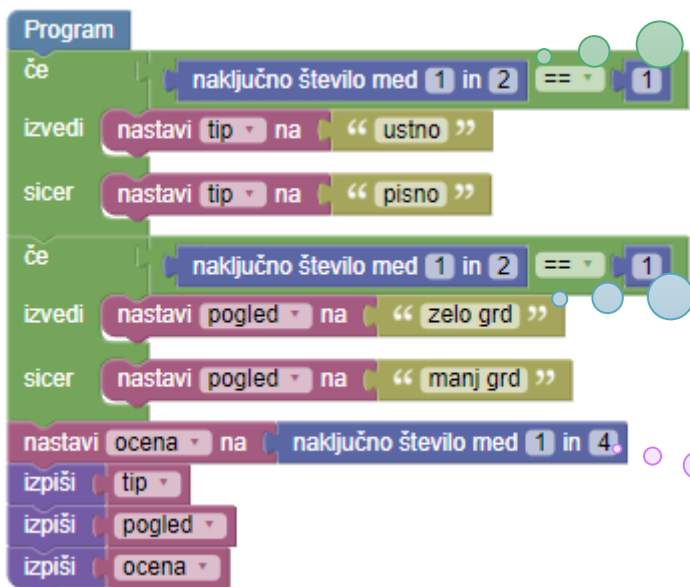 Program
če naključno število med 1 in 2 == 1
izvedi nastavi tip na “ ustno ”
sicer nastavi tip na “ pisno ”
če naključno število med 1 in 2 == 1
izvedi nastavi pogled na “ zelo grd ”
sicer nastavi pogled na “ manj grd ”
nastavi ocena na naključno število med 1 in 4
izpiši tip
izpiši pogled
izpiši ocena